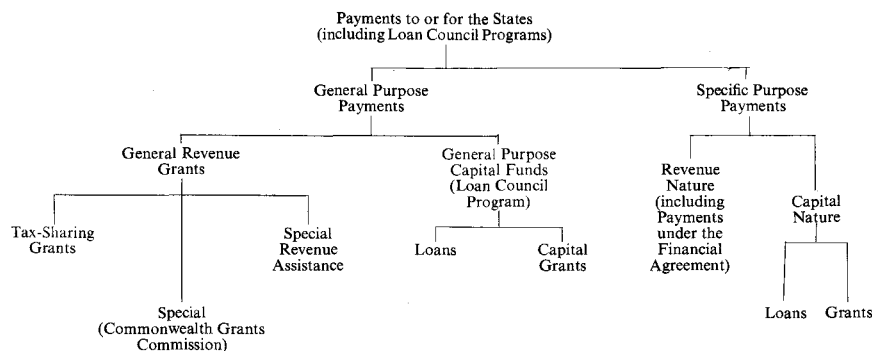 Payments to or for the States
(including Loan Council Programs)
General Purpose
Payments
Specific Purpose
Payments
General Revenue
Grants
General Purpose
Capital Funds
(Loan Council
Program)
Revenue
Nature
(including
Payments
under the
Financial
Agreement)
Capital
Nature
Tax-Sharing
Grants
Special
Revenue
Assistance
Loans
Capital
Grants
Special
(Commonwealth Grants
Commission)
Loans
Grants